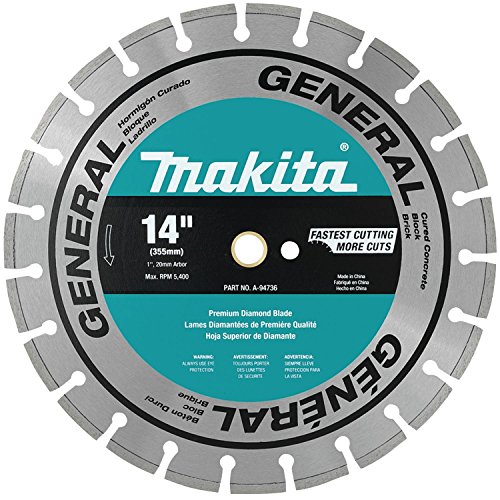 GENERAL
Hormigón Curado
Bloque
Ladrillo
GENERAL
Cured Concrete
Block
Brick
GÉNÉRAL
Béton Durci
Bloc
Brique
Makita®
14"
(355mm)
1", 20mm Arbor
Max. RPM 5,400
FASTEST CUTTING
MORE CUTS
PART NO. A-94736
Made in China
Fabriqué en China
Hecho en China
Premium Diamond Blade
Lames Diamantées de Première Qualité
Hoja Superior de Diamante
WARNING:
ALWAYS USE EYE
PROTECTION
AVERTISSEMENT:
TOUJOURS PORTER
DES LUNETTES
DE SECURITE
ADVERTENCIA:
SIEMPRE LLEVE
PROTECCION PARA
LA VISTA